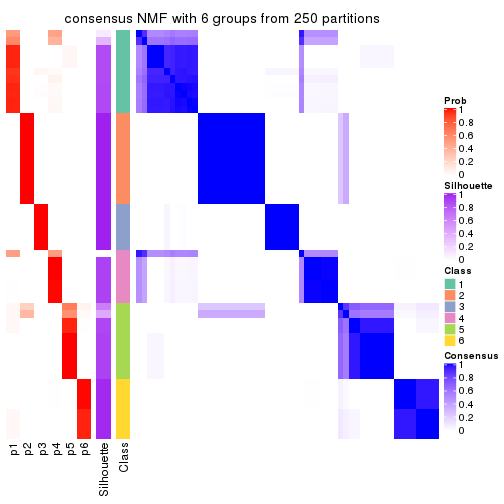 consensus NMF with 6 groups from 250 partitions
Prob
1
0.8
0.6
0.4
0.2
0
Silhouette
1
0.8
0.6
0.4
0.2
0
Class
1
2
3
4
5
6
Consensus
1
0.8
0.6
0.4
0.2
0
p1
p2
p3
p4
p5
p6
Silhouette
Class